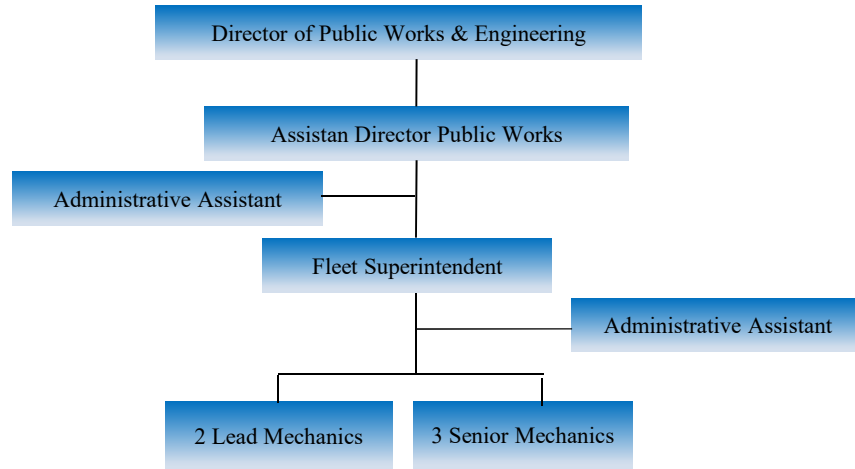 Director of Public Works & Engineering
Assistan Director Public Works
Administrative Assistant
Fleet Superintendent
Administrative Assistant
2 Lead Mechanics
3 Senior Mechanics